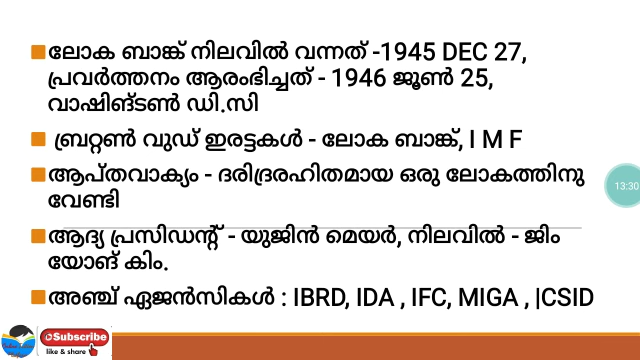 ലോക ബാങ്ക് നിലവിൽ വന്നത് -1945 DEC 27,
പ്രവർത്തനം ആരംഭിച്ചത് - 1946 ജൂൺ 25,
വാഷിങ്ടൺ ഡി.സി
ബ്രറ്റൺ വുഡ് ഇരട്ടകൾ - ലോക ബാങ്ക്, I M F
ആപ്തവാക്യം - ദരിദ്രരഹിതമായ ഒരു ലോകത്തിനു
വേണ്ടി
13:30
ആദ്യ പ്രസിഡന്റ് - യുജിൻ മെയർ, നിലവിൽ - ജിം
യോങ് കിം.
അഞ്ച് ഏജൻസികൾ : IBRD, IDA , IFC, MIGA , |CSID
Subscribe
like & share